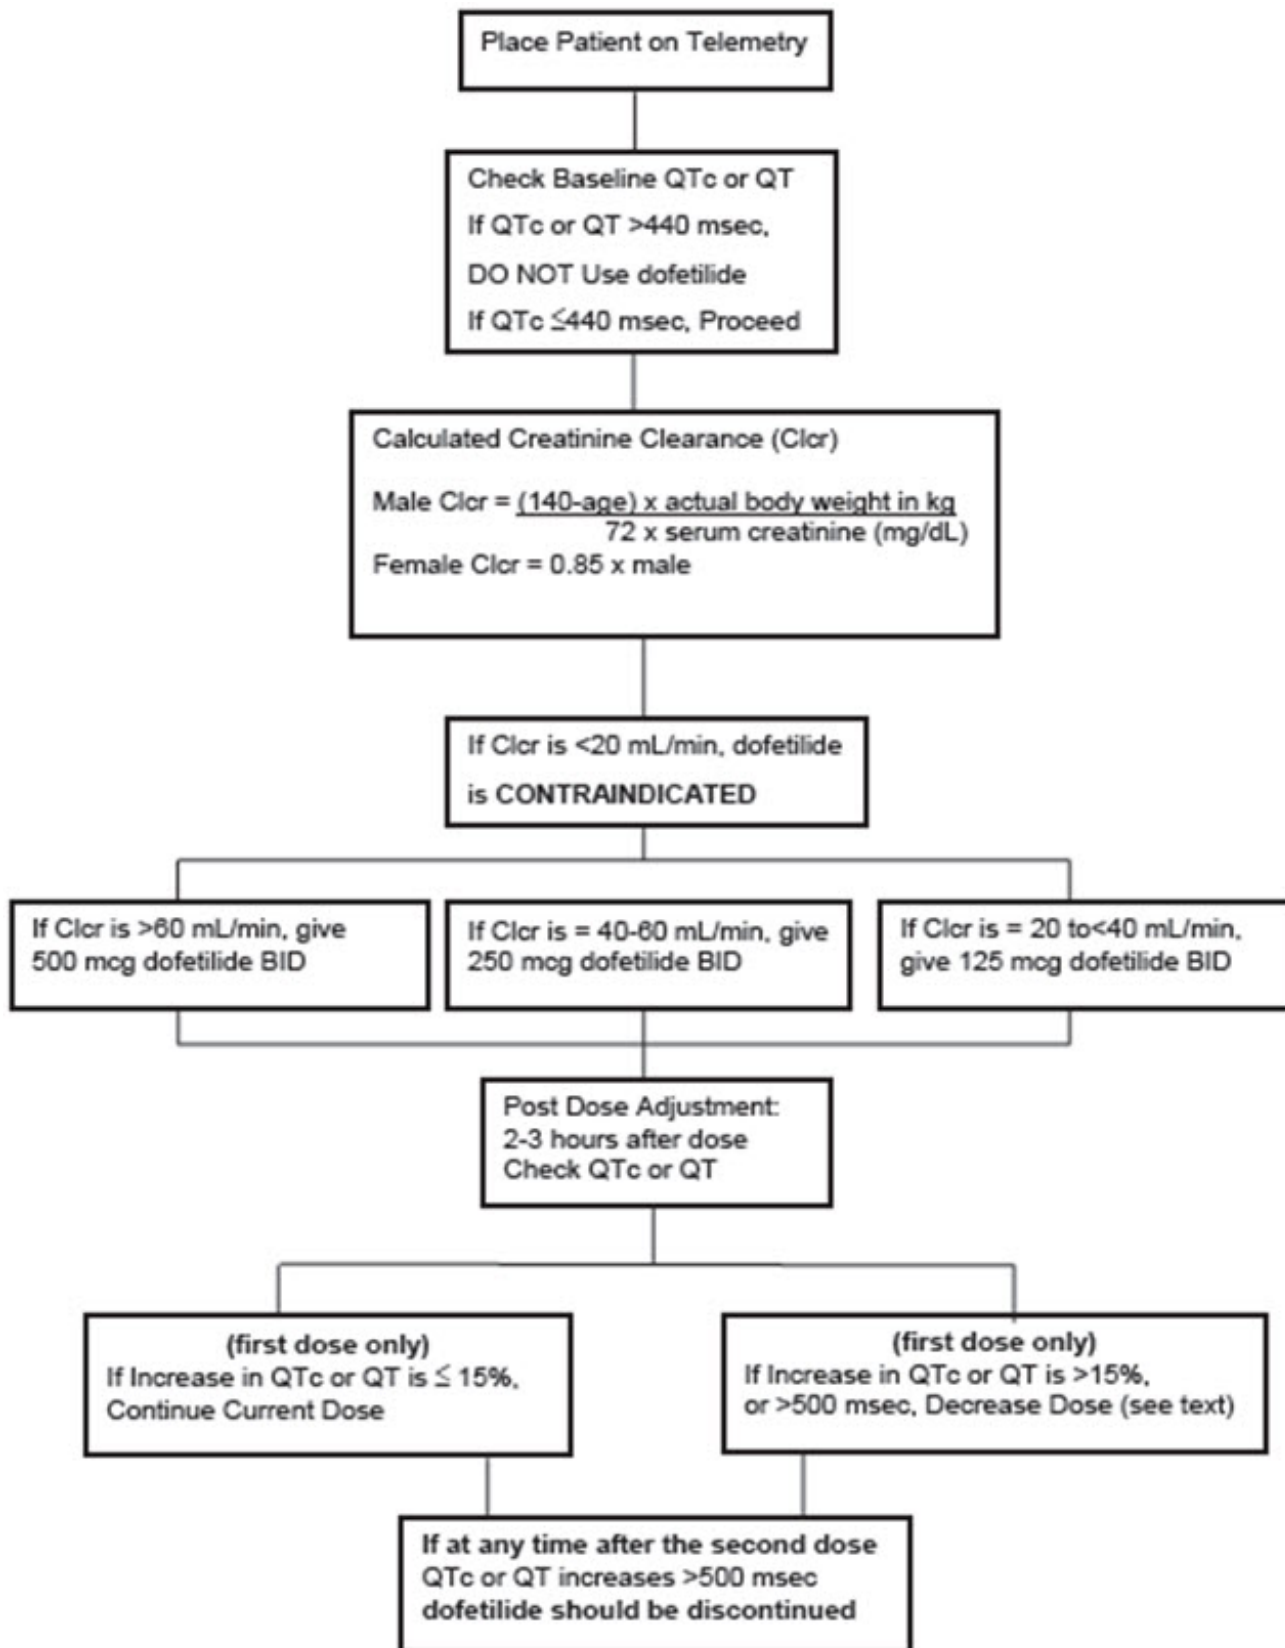 Place Patient on Telemetry
Check Baseline QTc or QT
If QTc or QT >440 msec,
DO NOT Use dofetilide
If QTc ≤440 msec, Proceed
Calculated Creatinine Clearance (Clcr)
Male Clcr = (140-age) x actual body weight in kg
72 x serum creatinine (mg/dL)
Female Clcr = 0.85 x male
If Clcr is <20 mL/min, dofetilide
is CONTRAINDICATED
If Clcr is >60 mL/min, give
500 mcg dofetilide BID
If Clcr is = 40-60 mL/min, give
250 mcg dofetilide BID
If Clcr is = 20 to<40 mL/min,
give 125 mcg dofetilide BID
Post Dose Adjustment:
2-3 hours after dose
Check QTc or QT
(first dose only)
If Increase in QTc or QT is ≤ 15%,
Continue Current Dose
(first dose only)
If Increase in QTc or QT is >15%,
or >500 msec, Decrease Dose (see text)
If at any time after the second dose
QTc or QT increases >500 msec
dofetilide should be discontinued